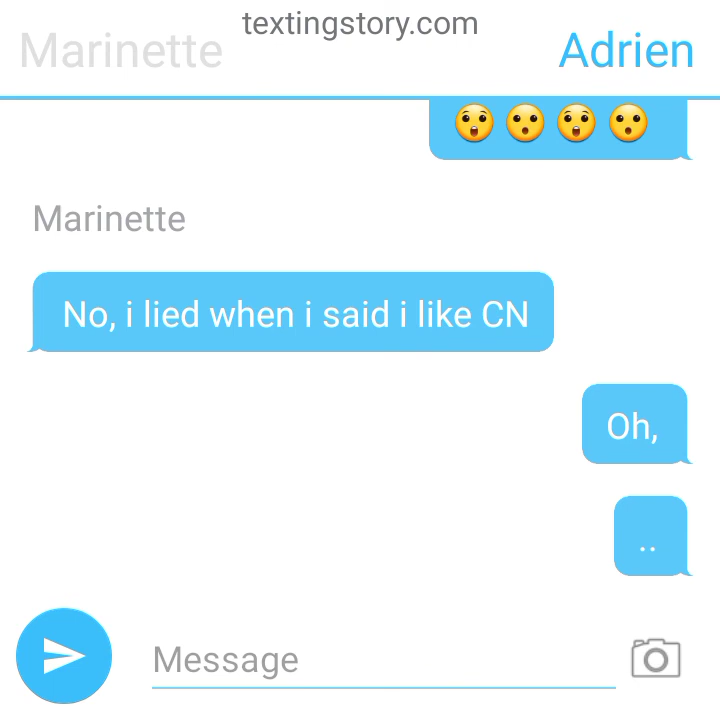 textingstory.com
Marinette
Adrien
😲😮😲😮
Marinette
No, i lied when i said i like CN
Oh,
..
Message